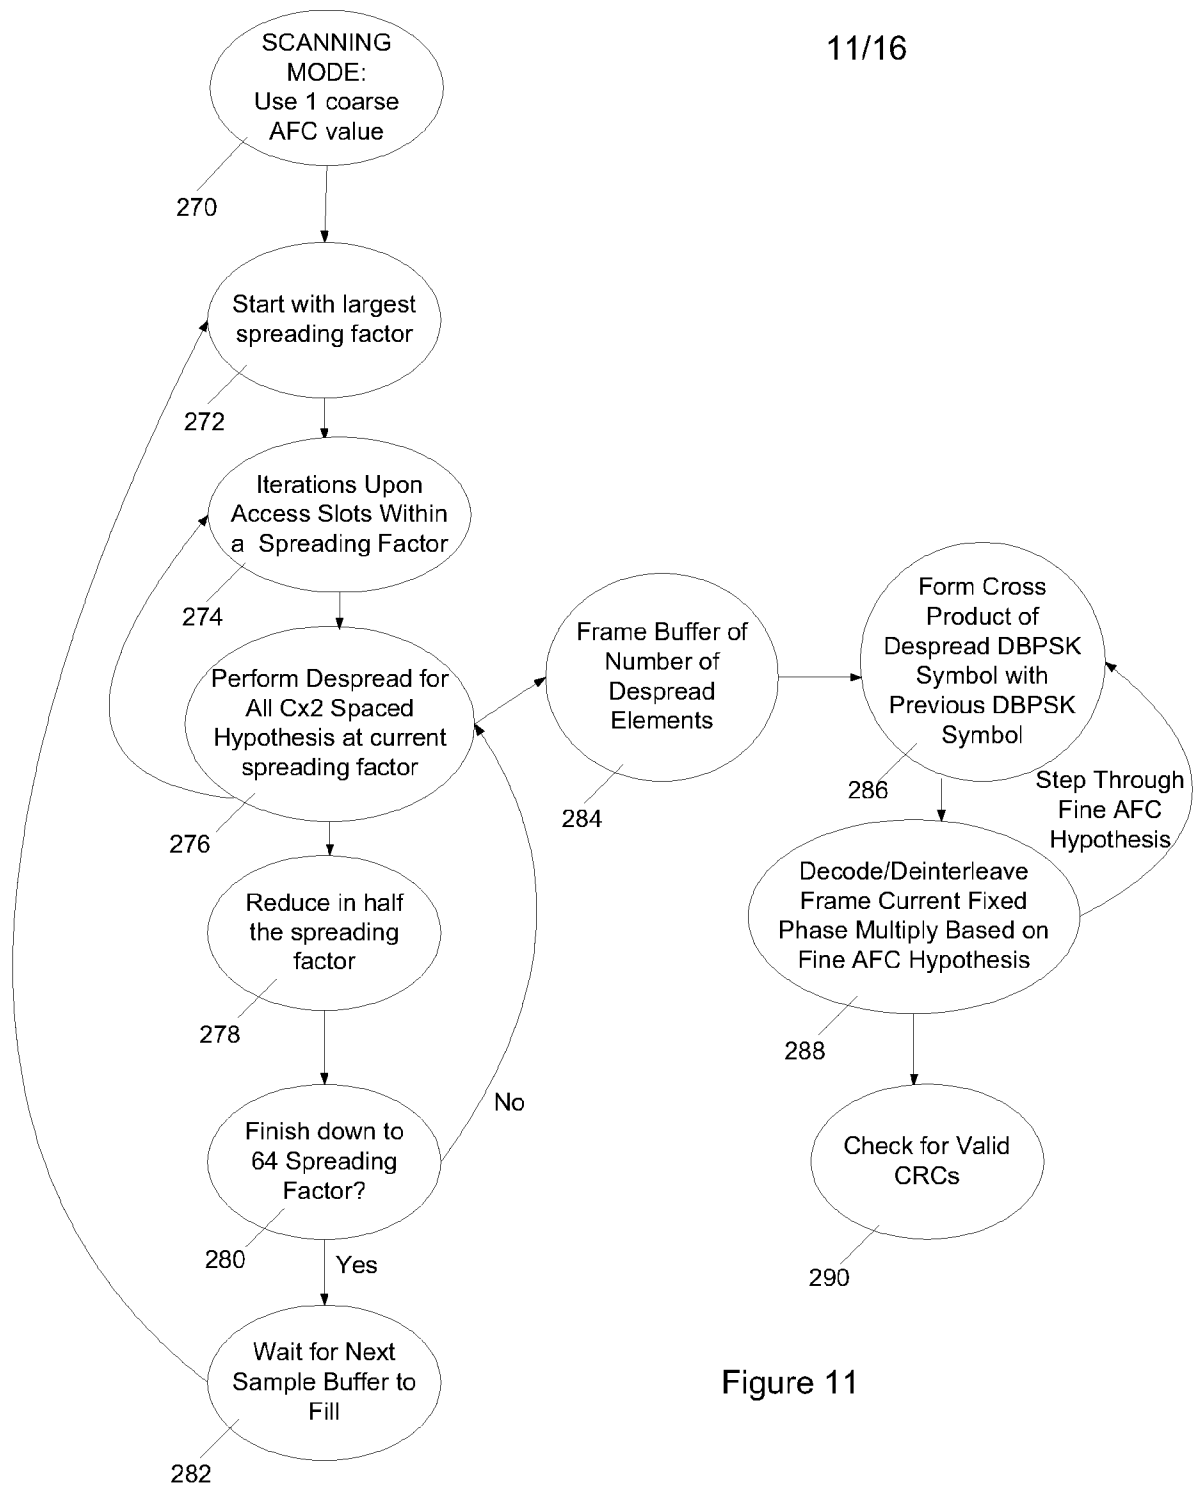 11/16
SCANNING
MODE:
Use 1 coarse
AFC value
270
Start with largest
spreading factor
272
Iterations Upon
Access Slots Within
a Spreading Factor
274
Perform Despread for
All Cx2 Spaced
Hypothesis at current
spreading factor
276
Reduce in half
the spreading
factor
278
Finish down to
64 Spreading
Factor?
280
No
Yes
Wait for Next
Sample Buffer to
Fill
282
Frame Buffer of
Number of
Despread
Elements
284
Form Cross
Product of
Despread DBPSK
Symbol with
Previous DBPSK
Symbol
286
Step Through
Fine AFC
Hypothesis
Decode/Deinterleave
Frame Current Fixed
Phase Multiply Based on
Fine AFC Hypothesis
288
Check for Valid
CRCs
290
Figure 11